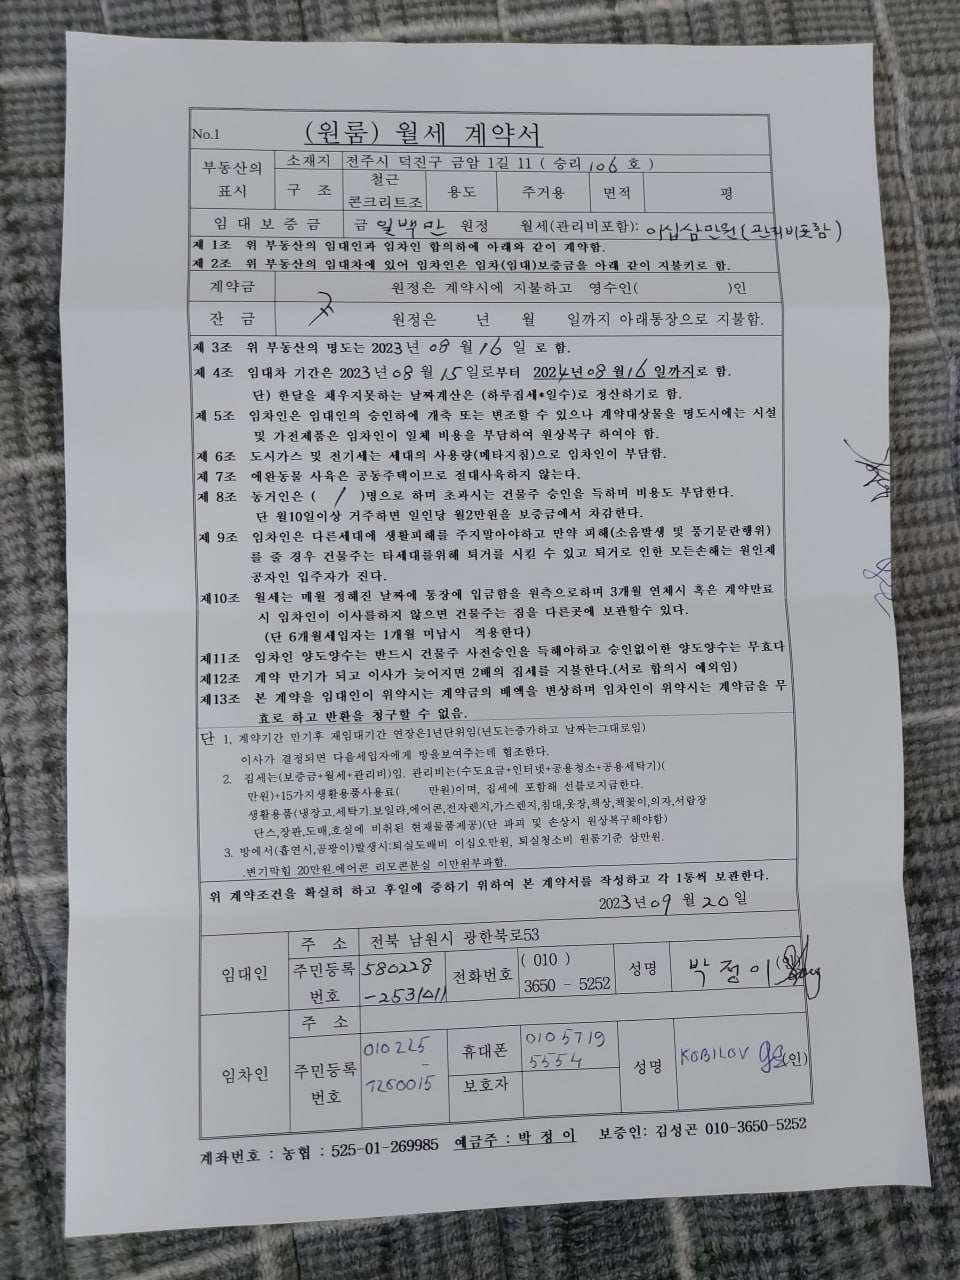 No.1 (원룸) 월세 계약서
부동산의 표시 소재지 전주시 덕진구 금암 1길 11 ( 승리 106 호 )
구 조 철근 콘크리트조 용도 주거용 면적 평
임 대 보 증 금 금 일백만 원정 월세(관리비포함): 이십삼만원(관리비포함)
제 1조 위 부동산의 임대인과 임차인 합의하에 아래와 같이 계약함.
제 2조 위 부동산의 임대차에 있어 임차인은 임차(임대)보증금을 아래 같이 지불키로 함.
계약금 원정은 계약시에 지불하고 영수인( )인
잔 금 원정은 년 월 일까지 아래통장으로 지불함.
제 3조 위 부동산의 명도는 2023년 08 월 16 일 로 함.
제 4조 임대차 기간은 2023년 08 월 15 일로부터 2024년 08 월 16 일까지로 함.
단) 한달을 채우지못하는 날짜계산은 (하루집세*일수)로 정산하기로 함.
제 5조 임차인은 임대인의 승인하에 개축 또는 변조할 수 있으나 계약대상물을 명도시에는 시설
및 가전제품은 임차인이 일체 비용을 부담하여 원상복구 하여야 함.
제 6조 도시가스 및 전기세는 세대의 사용량(메타지침)으로 임차인이 부담함.
제 7조 애완동물 사육은 공동주택이므로 절대사육하지 않는다.
제 8조 동거인은 ( 1 )명으로 하며 초과시는 건물주 승인을 득하며 비용도 부담한다.
단 월10일이상 거주하면 일인당 월2만원을 보증금에서 차감한다.
제 9조 임차인은 다른세대에 생활피해를 주지말아야하고 만약 피해(소음발생 및 풍기문란행위)
를 줄 경우 건물주는 타세대를위해 퇴거를 시킬 수 있고 퇴거로 인한 모든손해는 원인제
공자인 입주자가 진다.
제10조 월세는 매월 정해진 날짜에 통장에 입금함을 원측으로하며 3개월 연체시 혹은 계약만료
시 임차인이 이사를하지 않으면 건물주는 짐을 다른곳에 보관할수 있다.
(단 6개월세입자는 1개월 미납시 적용한다)
제11조 임차인 양도양수는 반드시 건물주 사전승인을 득해야하고 승인없이한 양도양수는 무효다
제12조 계약 만기가 되고 이사가 늦어지면 2배의 집세를 지불한다.(서로 합의시 예외임)
제13조 본 계약을 임대인이 위약시는 계약금의 배액을 변상하며 임차인이 위약시는 계약금을 무
효로 하고 반환을 청구할 수 없음.
단 1, 계약기간 만기후 재임대기간 연장은1년단위임(년도는증가하고 날짜는그대로임)
이사가 결정되면 다음세입자에게 방을보여주는데 협조한다.
2. 집세는(보증금+월세+관리비)임. 관리비는(수도요금+인터넷+공용청소+공용세탁기)(
만원)+15가지생활용품사용료( 만원)이며, 집세에 포함해 선블로지급한다.
생활용품(냉장고.세탁기.보일라,에어콘,전자렌지,가스렌지,침대,옷장,책상,책꽂이,의자,서랍장
단스,장판,도배,호실에 비취된 현재물품제공)(단 파괴 및 손상시 원상복구해야함)
3. 방에서(흡연시,곰팡이)발생시:퇴실도배비 이십오만원, 퇴실청소비 원룸기준 삼만원.
.변기막힘 20만원.에어콘 리모콘분실 이만원부과함.
위 계약조건을 확실히 하고 후일에 증하기 위하여 본 계약서를 작성하고 각 1통씩 보관한다.
2023년 09 월 20 일
임대인 주 소 전북 남원시 광한북로53
주민등록 번호 580228 -2531011 전화번호 ( 010 ) 3650 - 5252 성명 박 정 이 (인)
임차인 주 소
주민등록 번호 010225 - 7260015 휴대폰 010 5719 5554 성명 KOBILOV (인)
보호자
계좌번호 : 농협 : 525-01-269985 예금주 : 박 정 이 보증인: 김성곤 010-3650-5252